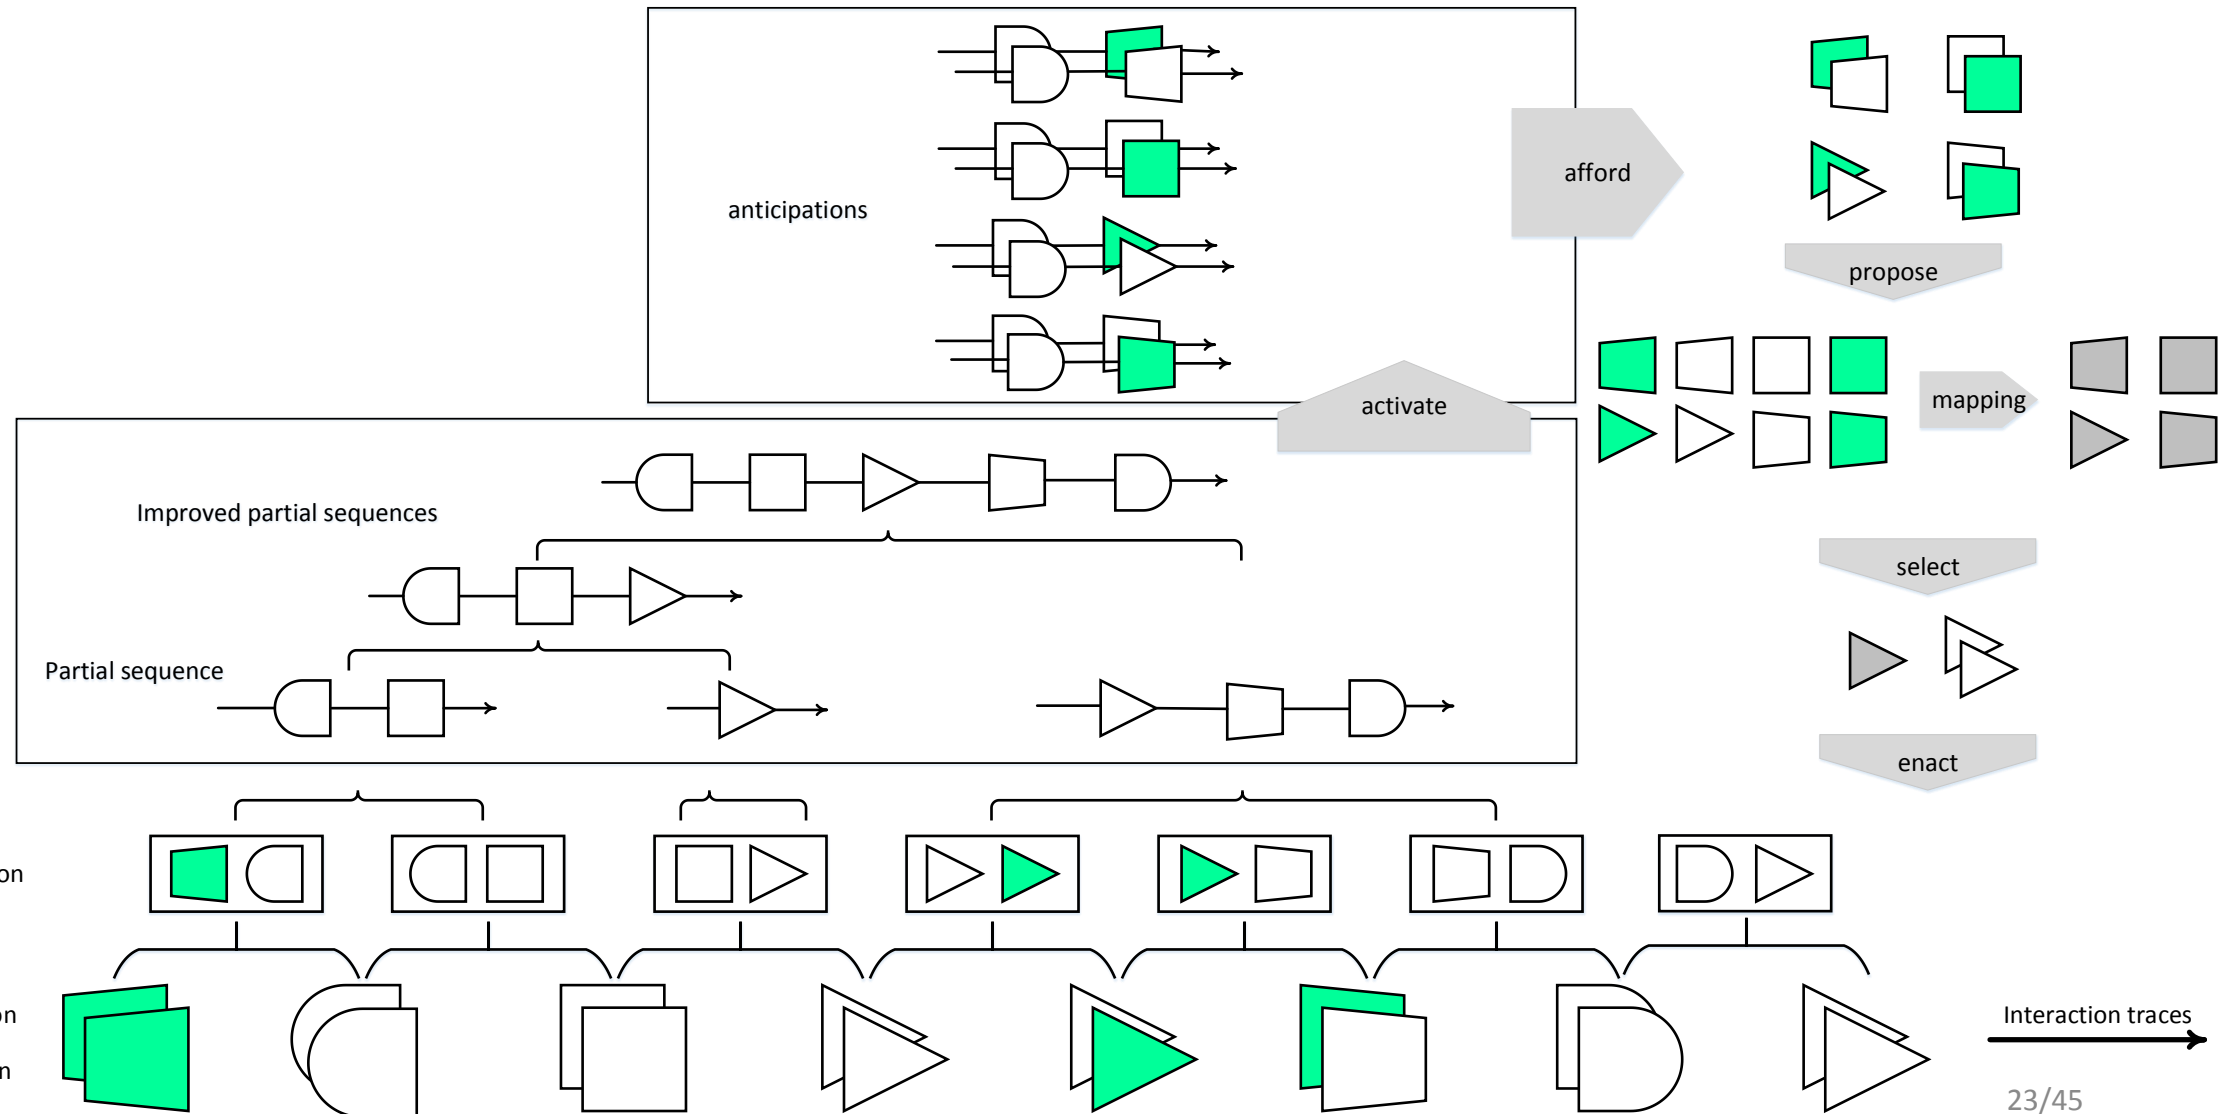 anticipations
afford
propose
mapping
activate
Improved partial sequences
select
Partial sequence
enact
Interaction traces
23/45